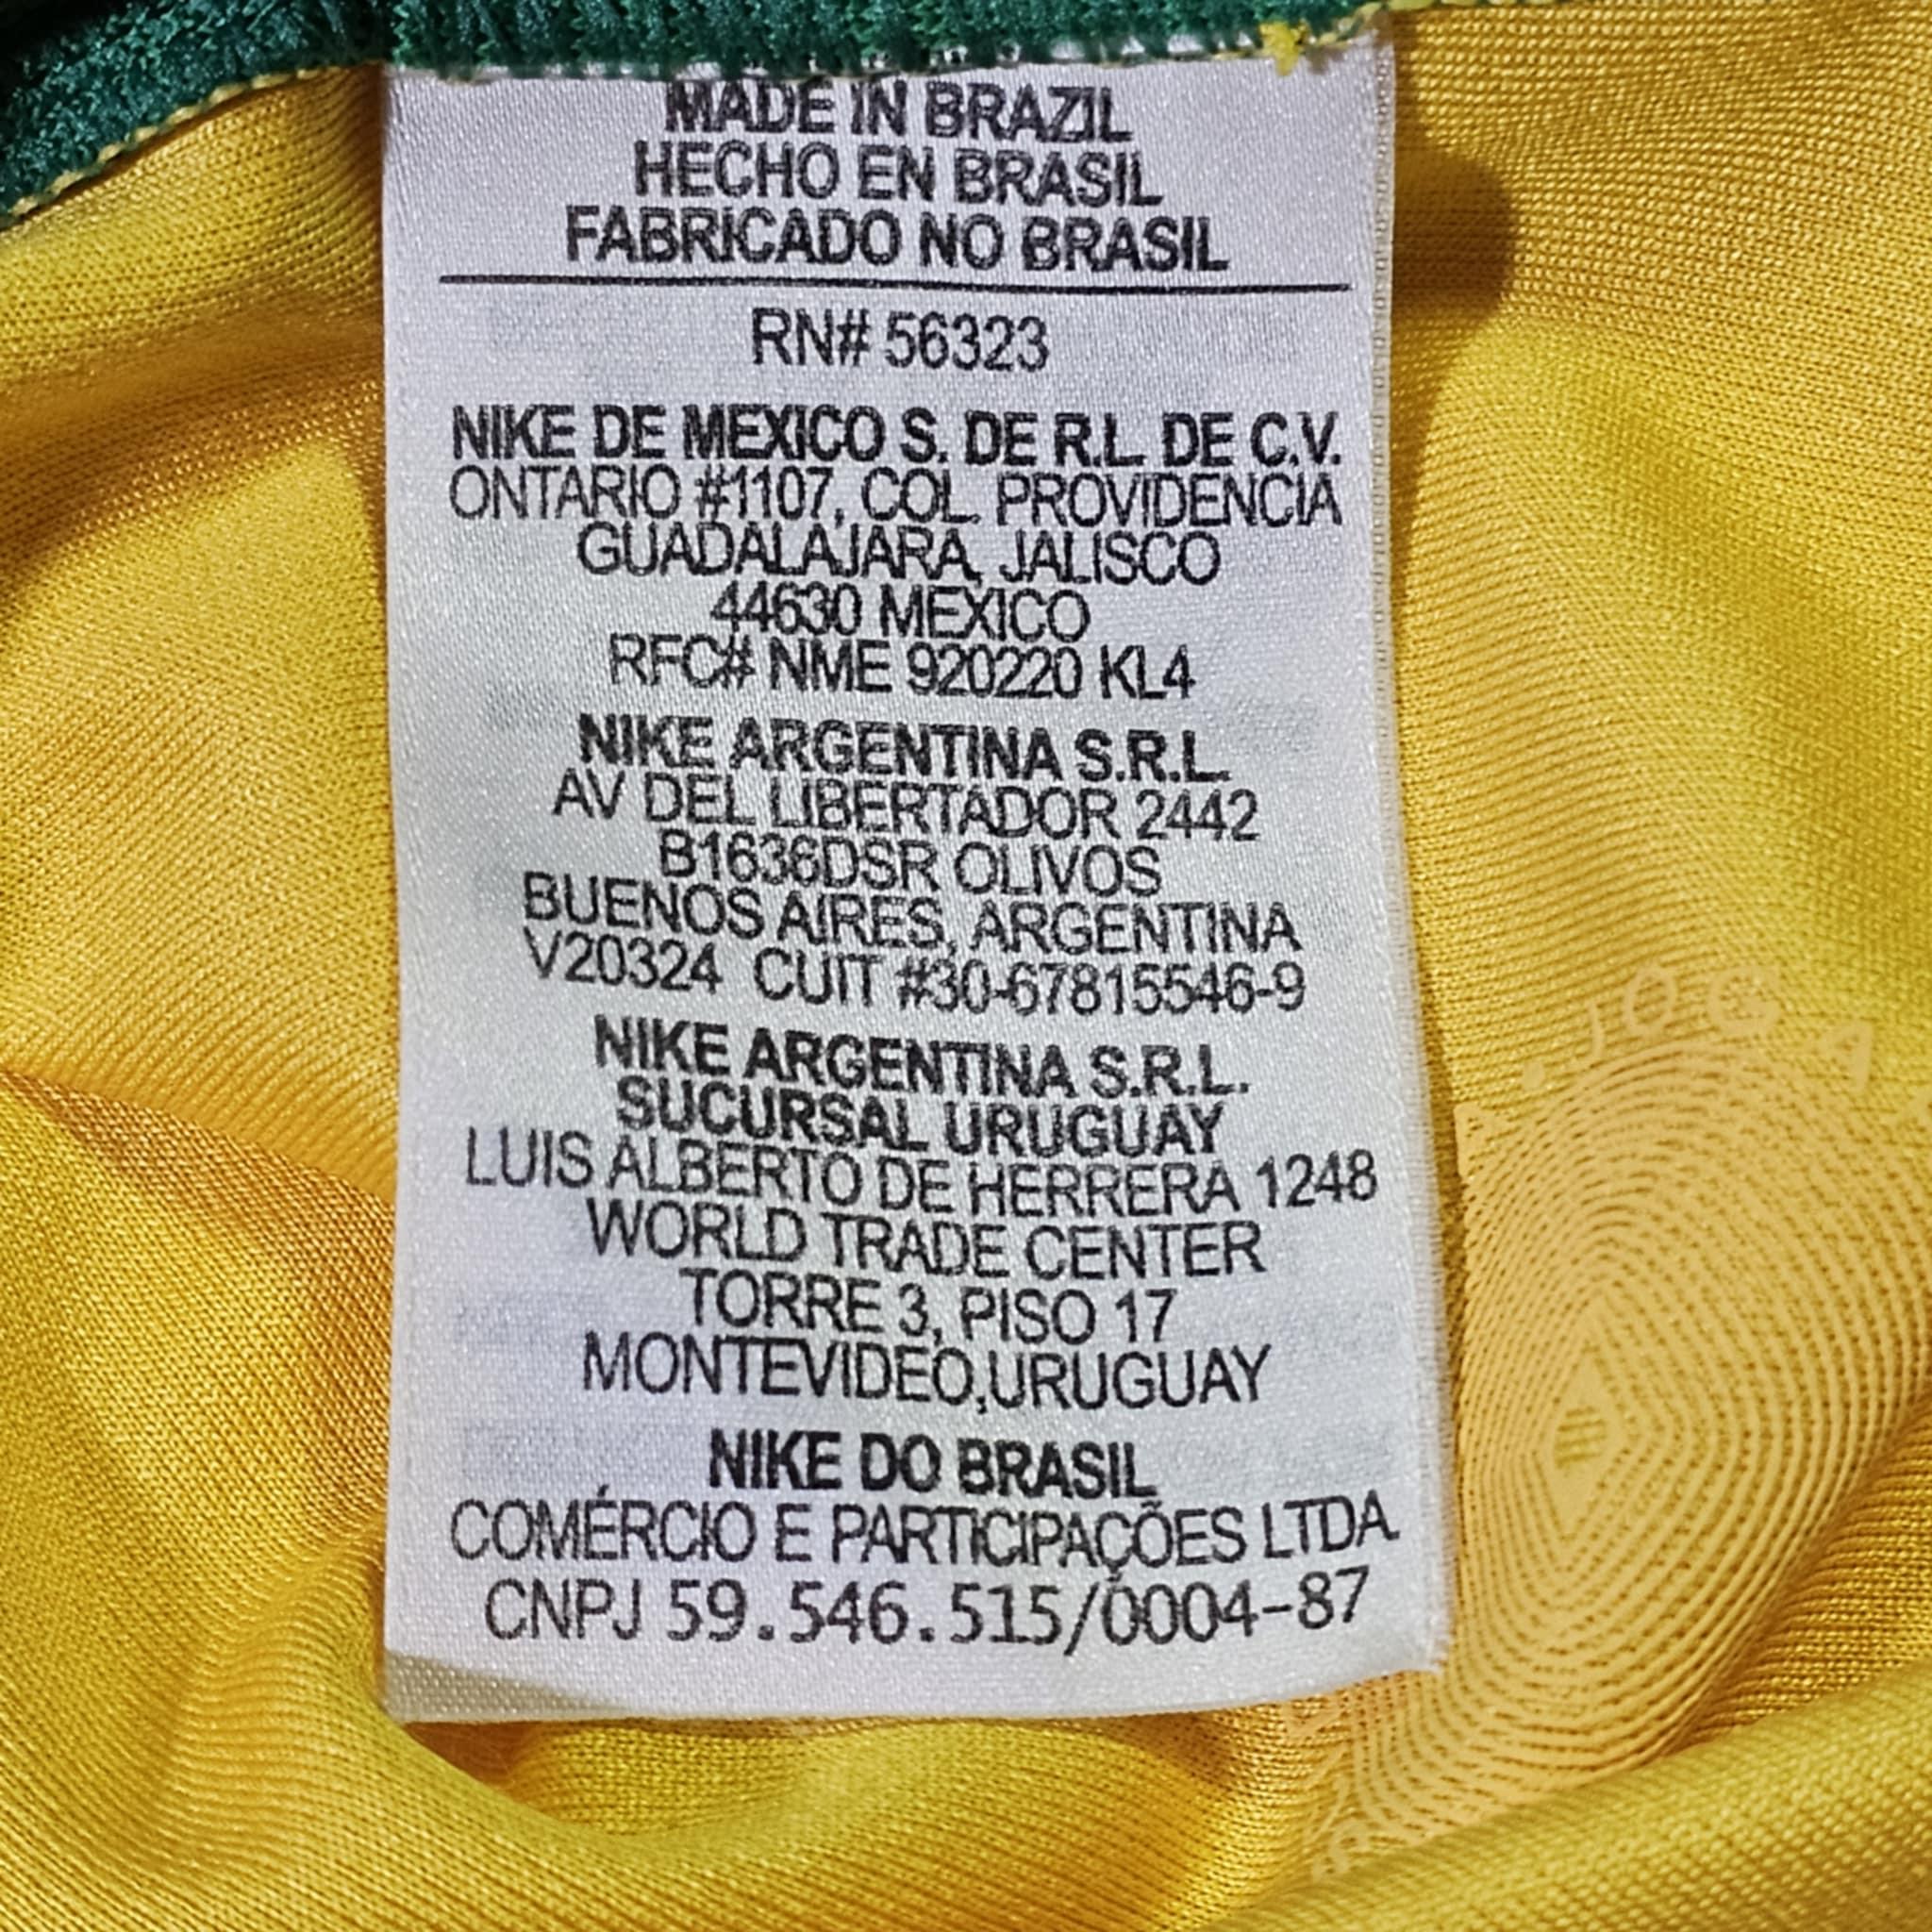 MADE IN BRAZIL
HECHO EN BRASIL
FABRICADO NO BRASIL
RN# 56323
NIKE DE MEXICO S. DE R.L. DE C.V.
ONTARIO #1107, COL. PROVIDENCIA
GUADALAJARA, JALISCO
44630 MEXICO
RFC# NME 920220 KL4
NIKE ARGENTINA S.R.L.
AV DEL LIBERTADOR 2442
B1636DSR OLIVOS
BUENOS AIRES, ARGENTINA
V20324 CUIT #30-67815546-9
NIKE ARGENTINA S.R.L.
SUCURSAL URUGUAY
LUIS ALBERTO DE HERRERA 1248
WORLD TRADE CENTER
TORRE 3, PISO 17
MONTEVIDEO,URUGUAY
NIKE DO BRASIL
COMÉRCIO E PARTICIPAÇÕES LTDA
CNPJ 59.546.515/0004-87
JOGA